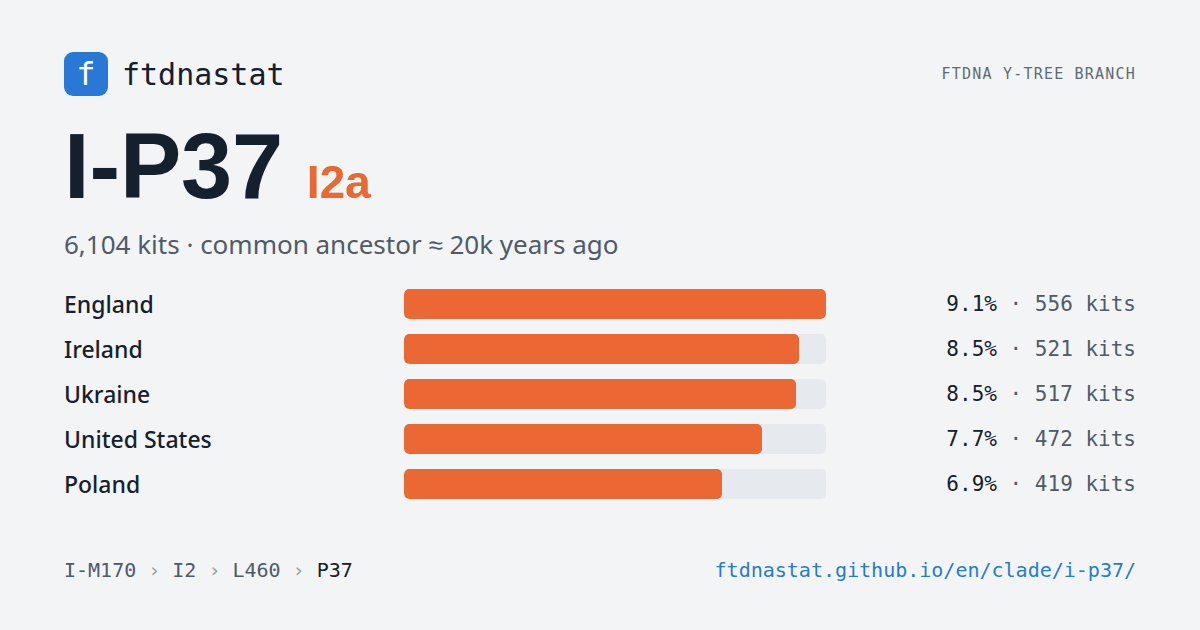 f ftdnastat
FTDNA Y-TREE BRANCH
I-P37 I2a
6,104 kits · common ancestor ≈ 20k years ago
England 9.1% · 556 kits
Ireland 8.5% · 521 kits
Ukraine 8.5% · 517 kits
United States 7.7% · 472 kits
Poland 6.9% · 419 kits
I-M170 › I2 › L460 › P37
ftdnastat.github.io/en/clade/i-p37/